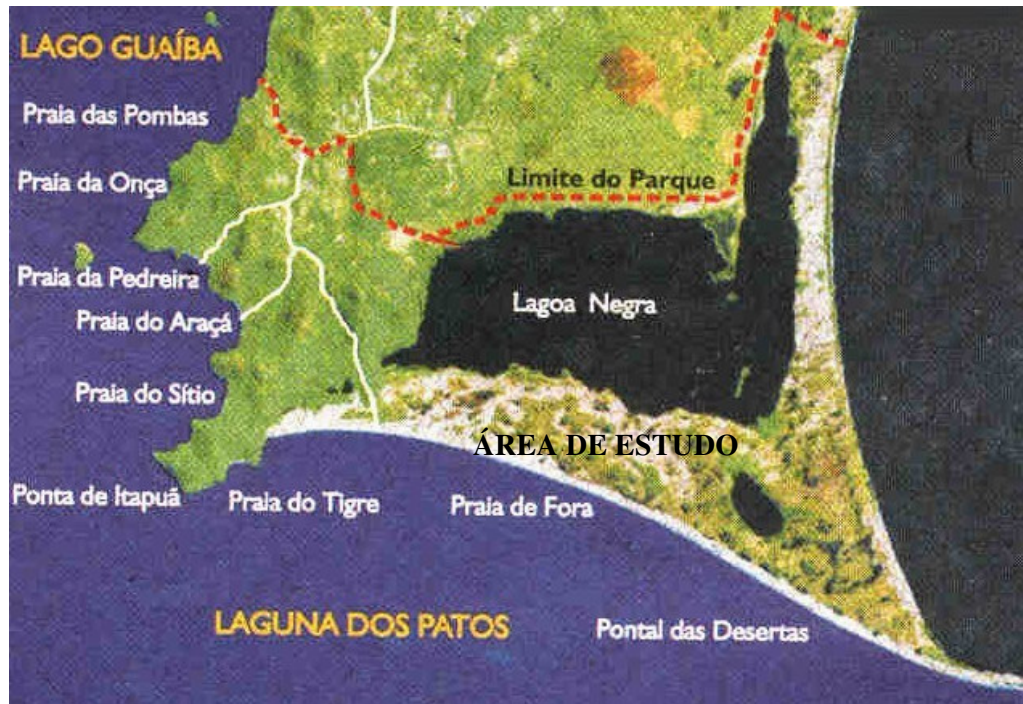 LAGO GUAÍBA
Praia das Pombas
Praia da Onça
Limite do Parque
Praia da Pedreira
Lagoa Negra
Praia do Araçá
Praia do Sítio
ÁREA DE ESTUDO
Ponta de Itapuã
Praia do Tigre
Praia de Fora
LAGUNA DOS PATOS
Pontal das Desertas